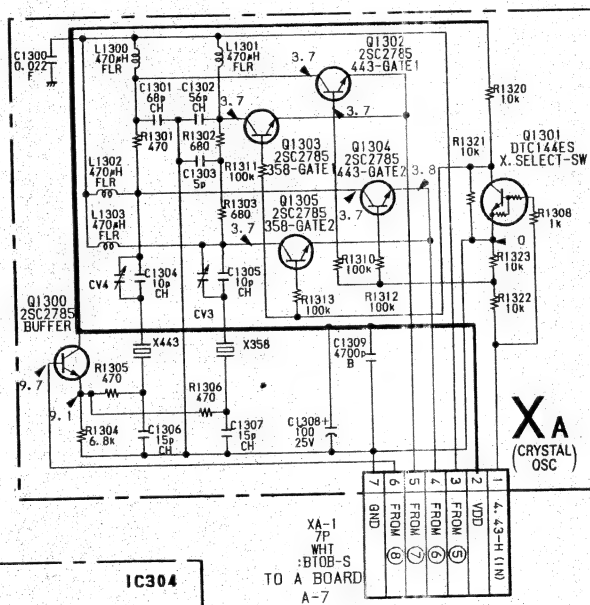 C1300
0.022
F
L1300
470µH
FLR
L1301
470µH
FLR
Q1302
2SC2785
443-GATE1
C1301
68p
CH
C1302
56p
CH
3.7
3.7
3.7
R1301
470
R1302
680
C1303
5p
R1311
100k
Q1303
2SC2785
358-GATE1
Q1304
2SC2785
443-GATE2
3.8
R1320
10k
R1321
10k
Q1301
DTC144ES
X.SELECT-SW
R1308
1k
L1302
470µH
FLR
L1303
470µH
FLR
R1303
680
3.7
Q1305
2SC2785
358-GATE2
3.7
0
R1323
10k
R1322
10k
CV4
C1304
10p
CH
CV3
C1305
10p
CH
R1313
100k
R1310
100k
R1312
100k
Q1300
2SC2785
BUFFER
X443
X358
C1309
4700p
B
9.7
9.1
R1305
470
R1306
470
R1304
6.8k
C1306
15p
CH
C1307
15p
CH
C1308+
100
25V
XA
(CRYSTAL
OSC)
7 GND
6 FROM ⑧
5 FROM ⑦
4 FROM ⑥
3 FROM ⑤
2 VDD
1 4.43-H (IN)
XA-1
7P
WHT
:BTOB-S
TO A BOARD
A-7
IC304